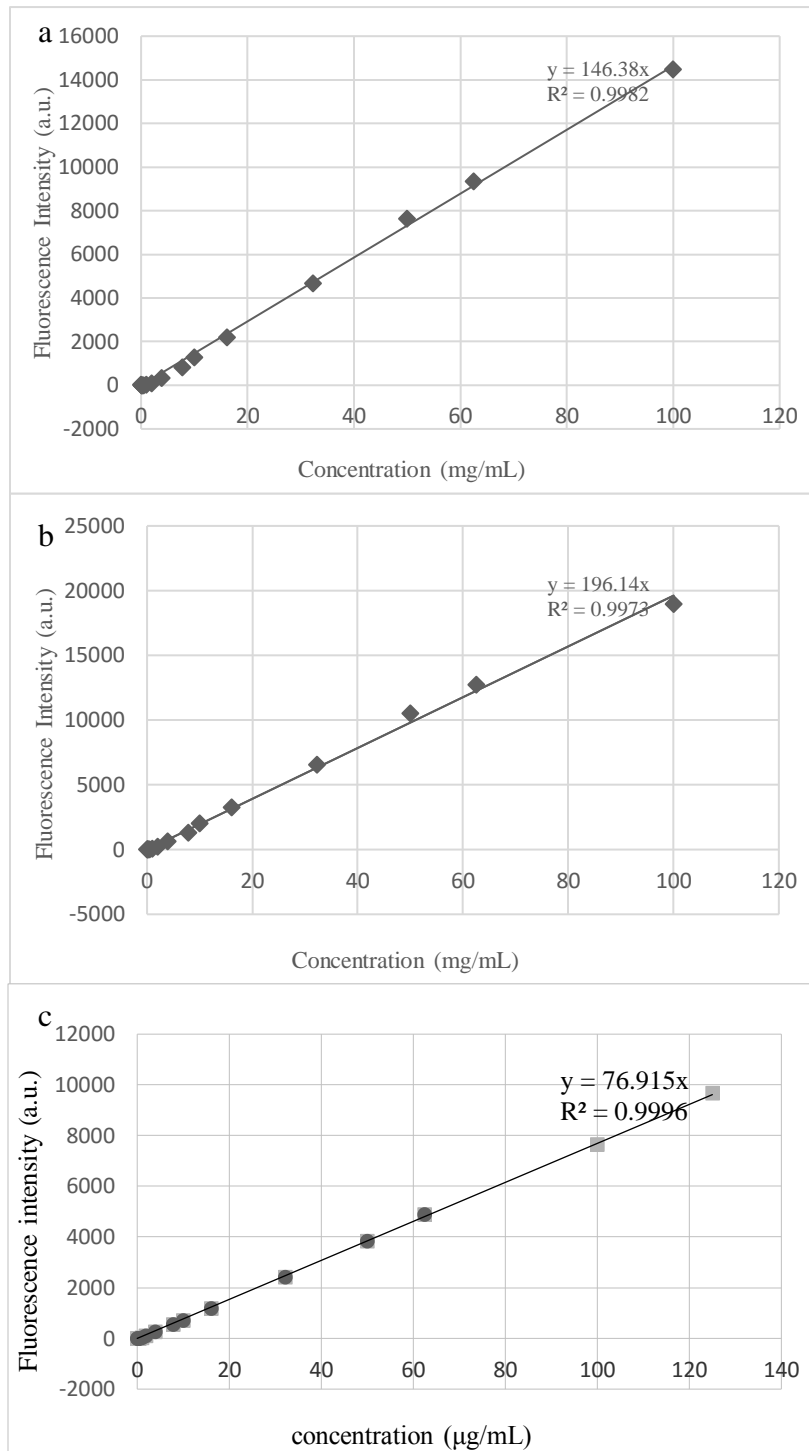 a
16000
14000
12000
10000
8000
6000
4000
2000
0
-2000
0 20 40 60 80 100 120
y = 146.38x
R² = 0.9982
Fluorescence Intensity (a.u.)
Concentration (mg/mL)
b
25000
20000
15000
10000
5000
0
-5000
0 20 40 60 80 100 120
y = 196.14x
R² = 0.9973
Fluorescence Intensity (a.u.)
Concentration (mg/mL)
c
12000
10000
8000
6000
4000
2000
0
-2000
0 20 40 60 80 100 120 140
y = 76.915x
R² = 0.9996
Fluorescence intensity (a.u.)
concentration (μg/mL)